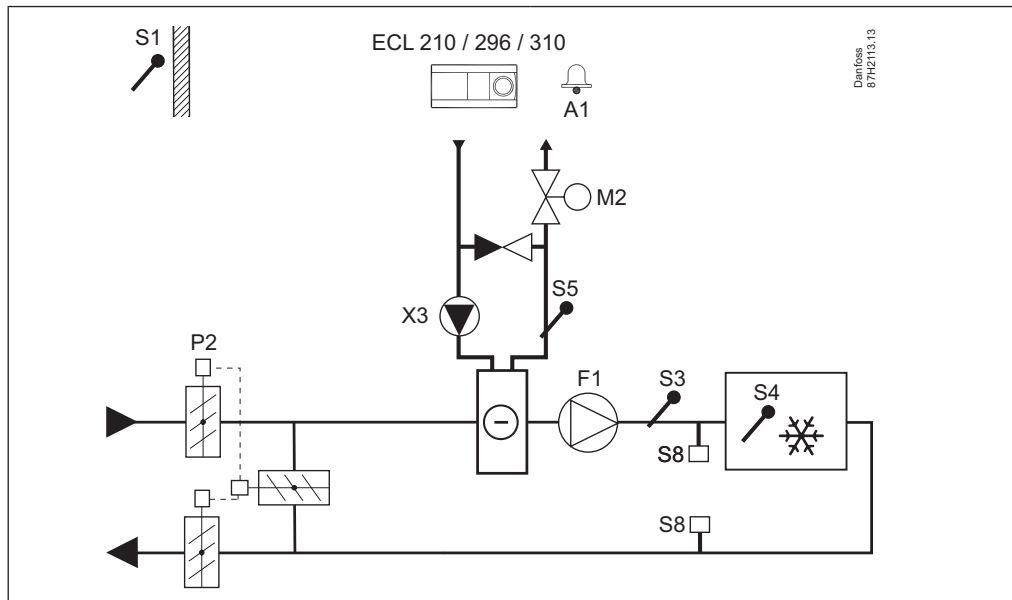 S1
ECL 210 / 296 / 310
Danfoss
87H2113.13
A1
M2
S5
X3
P2
F1
S3
S4
S8
S8